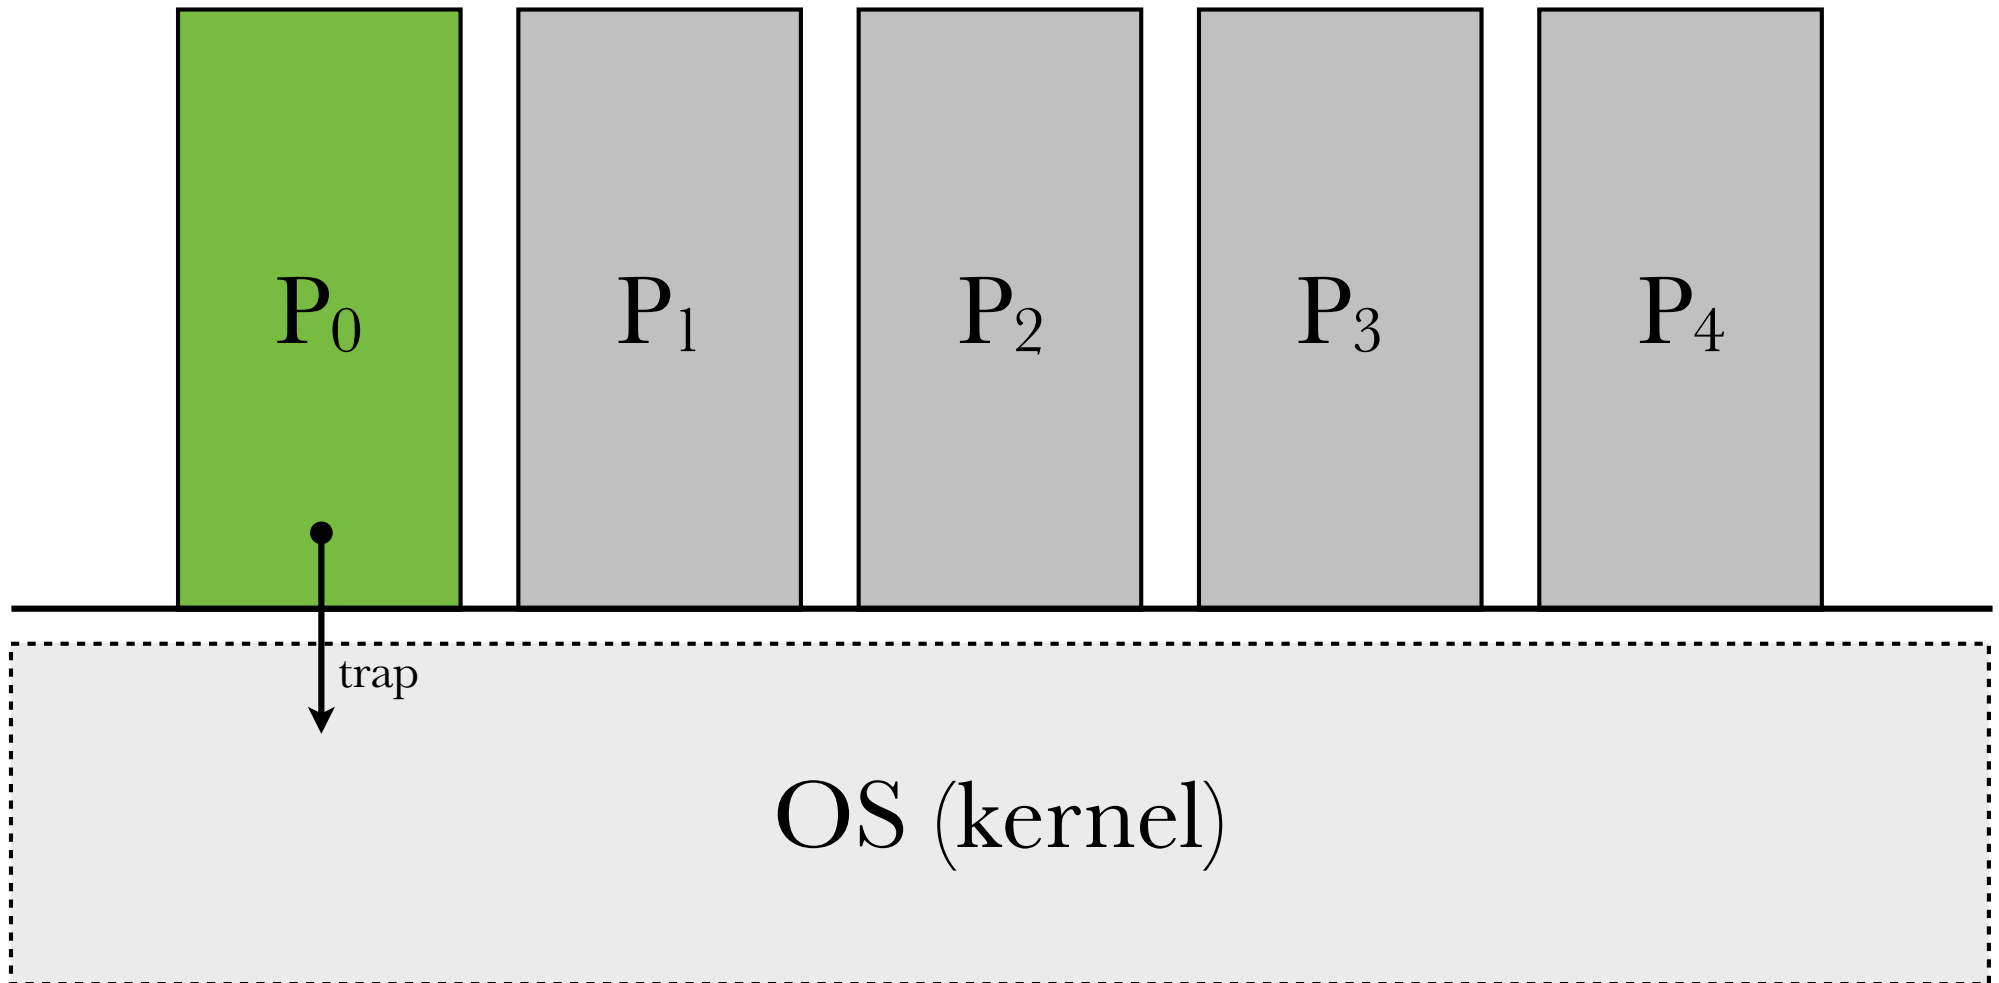 P₀ P₁ P₂ P₃ P₄
trap
OS (kernel)